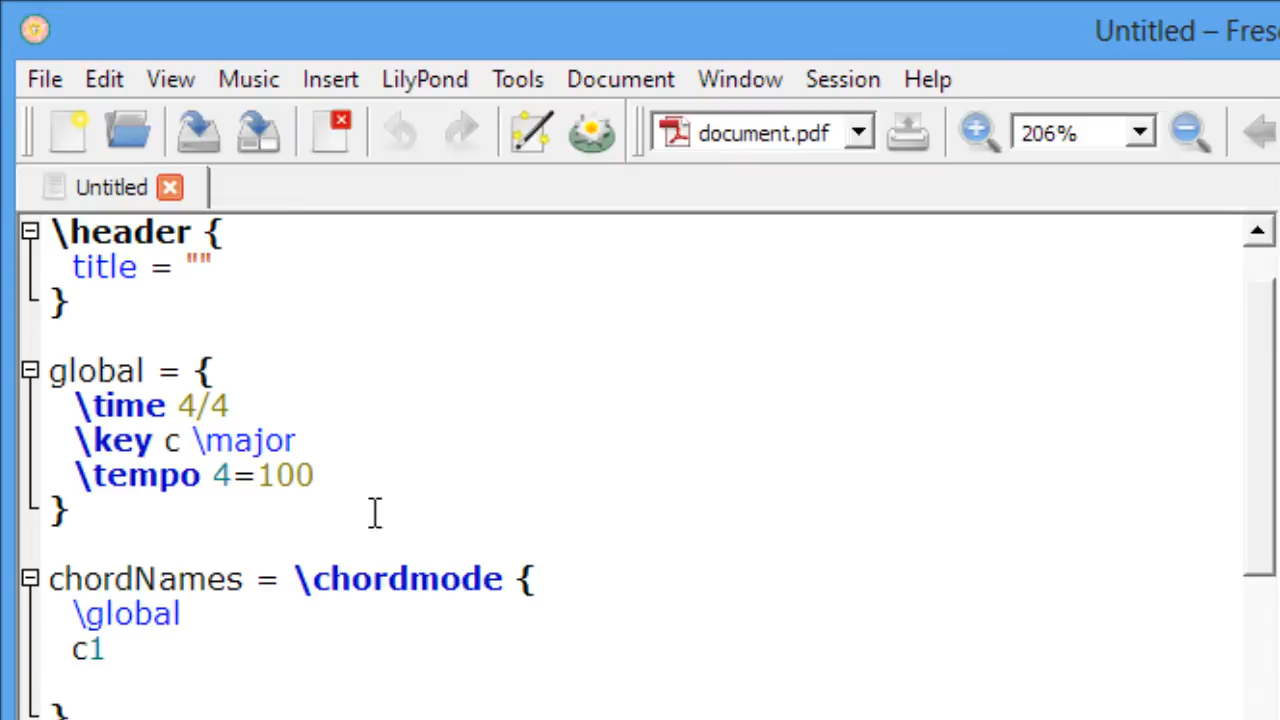 Untitled – Fres
File Edit View Music Insert LilyPond Tools Document Window Session Help
document.pdf 206%
Untitled
\header {
title = ""
}
global = {
\time 4/4
\key c \major
\tempo 4=100
}
chordNames = \chordmode {
\global
c1
}